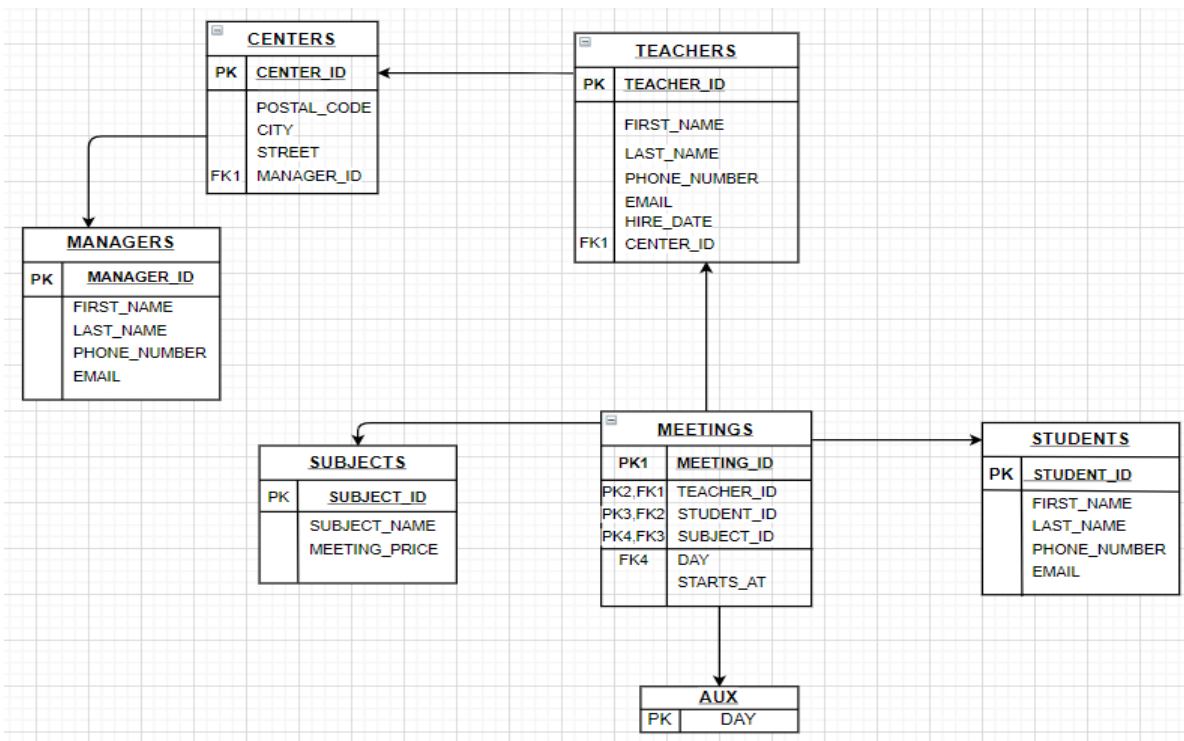 CENTERS
PK CENTER_ID
POSTAL_CODE
CITY
STREET
FK1 MANAGER_ID
TEACHERS
PK TEACHER_ID
FIRST_NAME
LAST_NAME
PHONE_NUMBER
EMAIL
HIRE_DATE
FK1 CENTER_ID
MANAGERS
PK MANAGER_ID
FIRST_NAME
LAST_NAME
PHONE_NUMBER
EMAIL
SUBJECTS
PK SUBJECT_ID
SUBJECT_NAME
MEETING_PRICE
MEETINGS
PK1 MEETING_ID
PK2,FK1 TEACHER_ID
PK3,FK2 STUDENT_ID
PK4,FK3 SUBJECT_ID
FK4 DAY
STARTS_AT
STUDENTS
PK STUDENT_ID
FIRST_NAME
LAST_NAME
PHONE_NUMBER
EMAIL
AUX
PK DAY